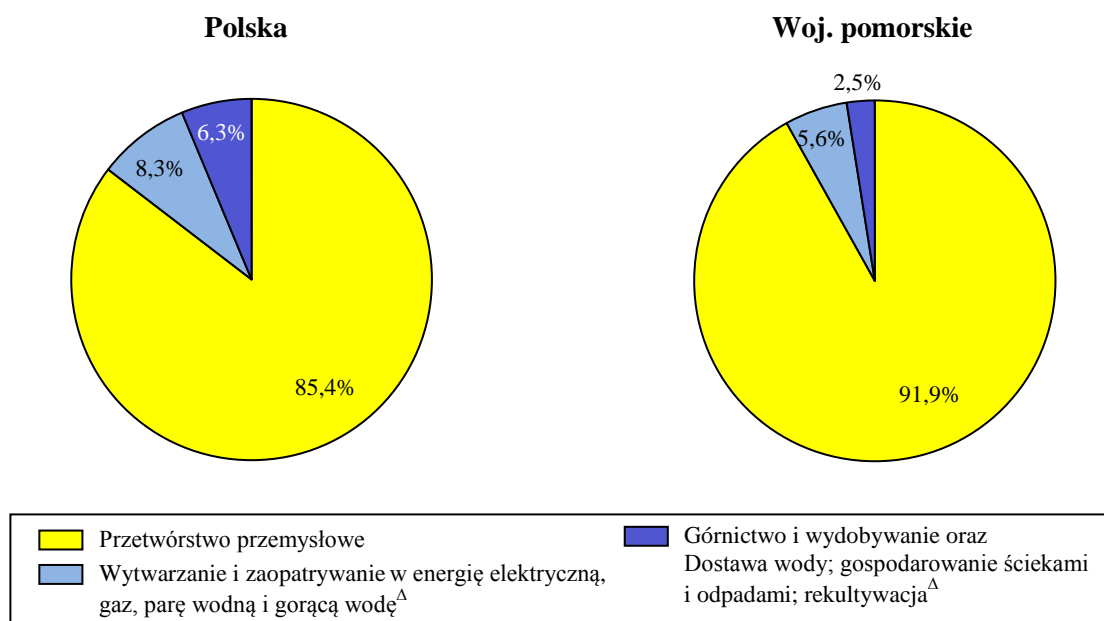 Polska
6,3%
8,3%
85,4%
Woj. pomorskie
2,5%
5,6%
91,9%
Przetwórstwo przemysłowe
Wytwarzanie i zaopatrywanie w energię elektryczną,
gaz, parę wodną i gorącą wodę^Δ
Górnictwo i wydobywanie oraz
Dostawa wody; gospodarowanie ściekami
i odpadami; rekultywacja^Δ